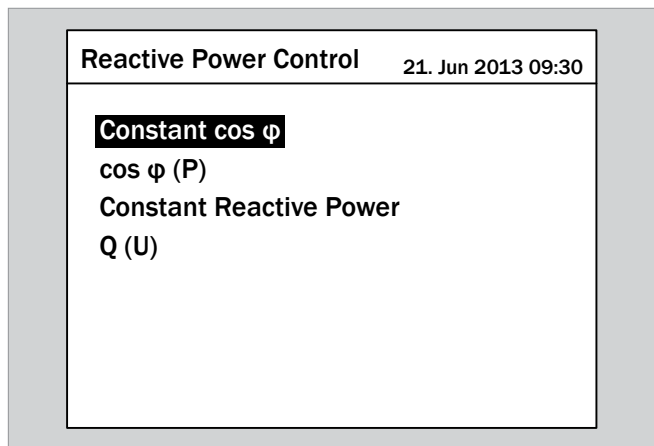 Reactive Power Control 21. Jun 2013 09:30
Constant cos φ
cos φ (P)
Constant Reactive Power
Q (U)